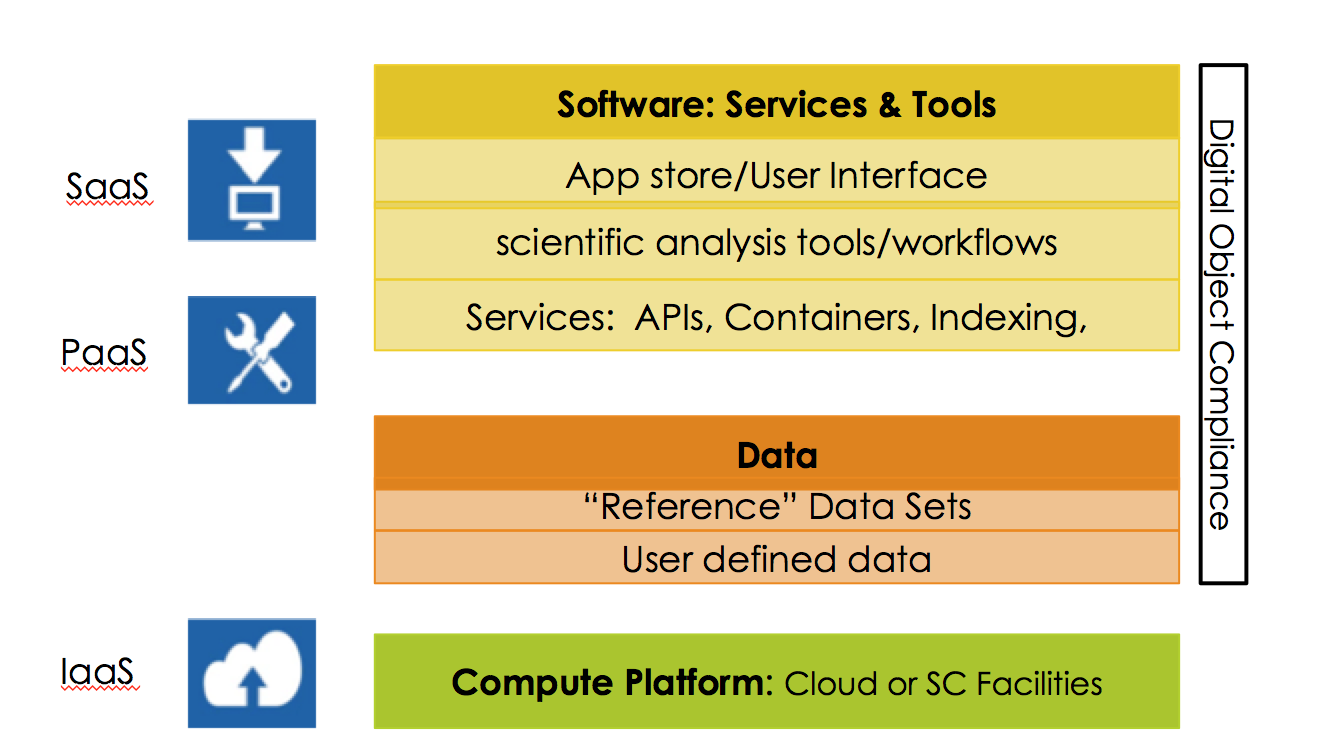 Software: Services & Tools
SaaS
App store/User Interface
scientific analysis tools/workflows
PaaS
Services:  APIs, Containers, Indexing,
Data
“Reference” Data Sets
User defined data
IaaS
Compute Platform: Cloud or SC Facilities
Digital Object Compliance